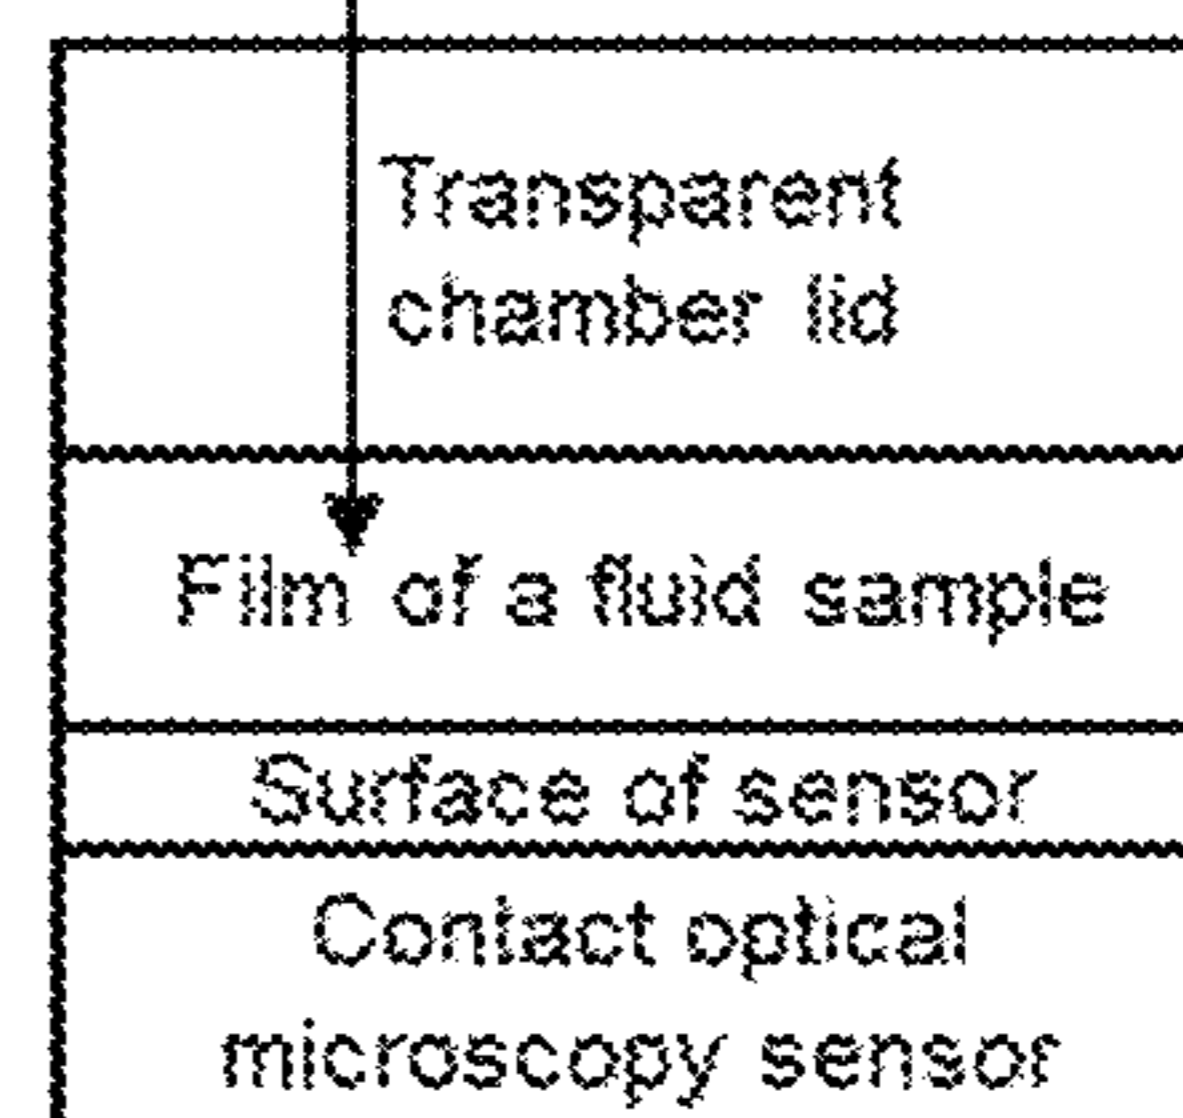 Transparent
chamber lid
Film of a fluid sample
Surface of sensor
Contact optical
microscopy sensor